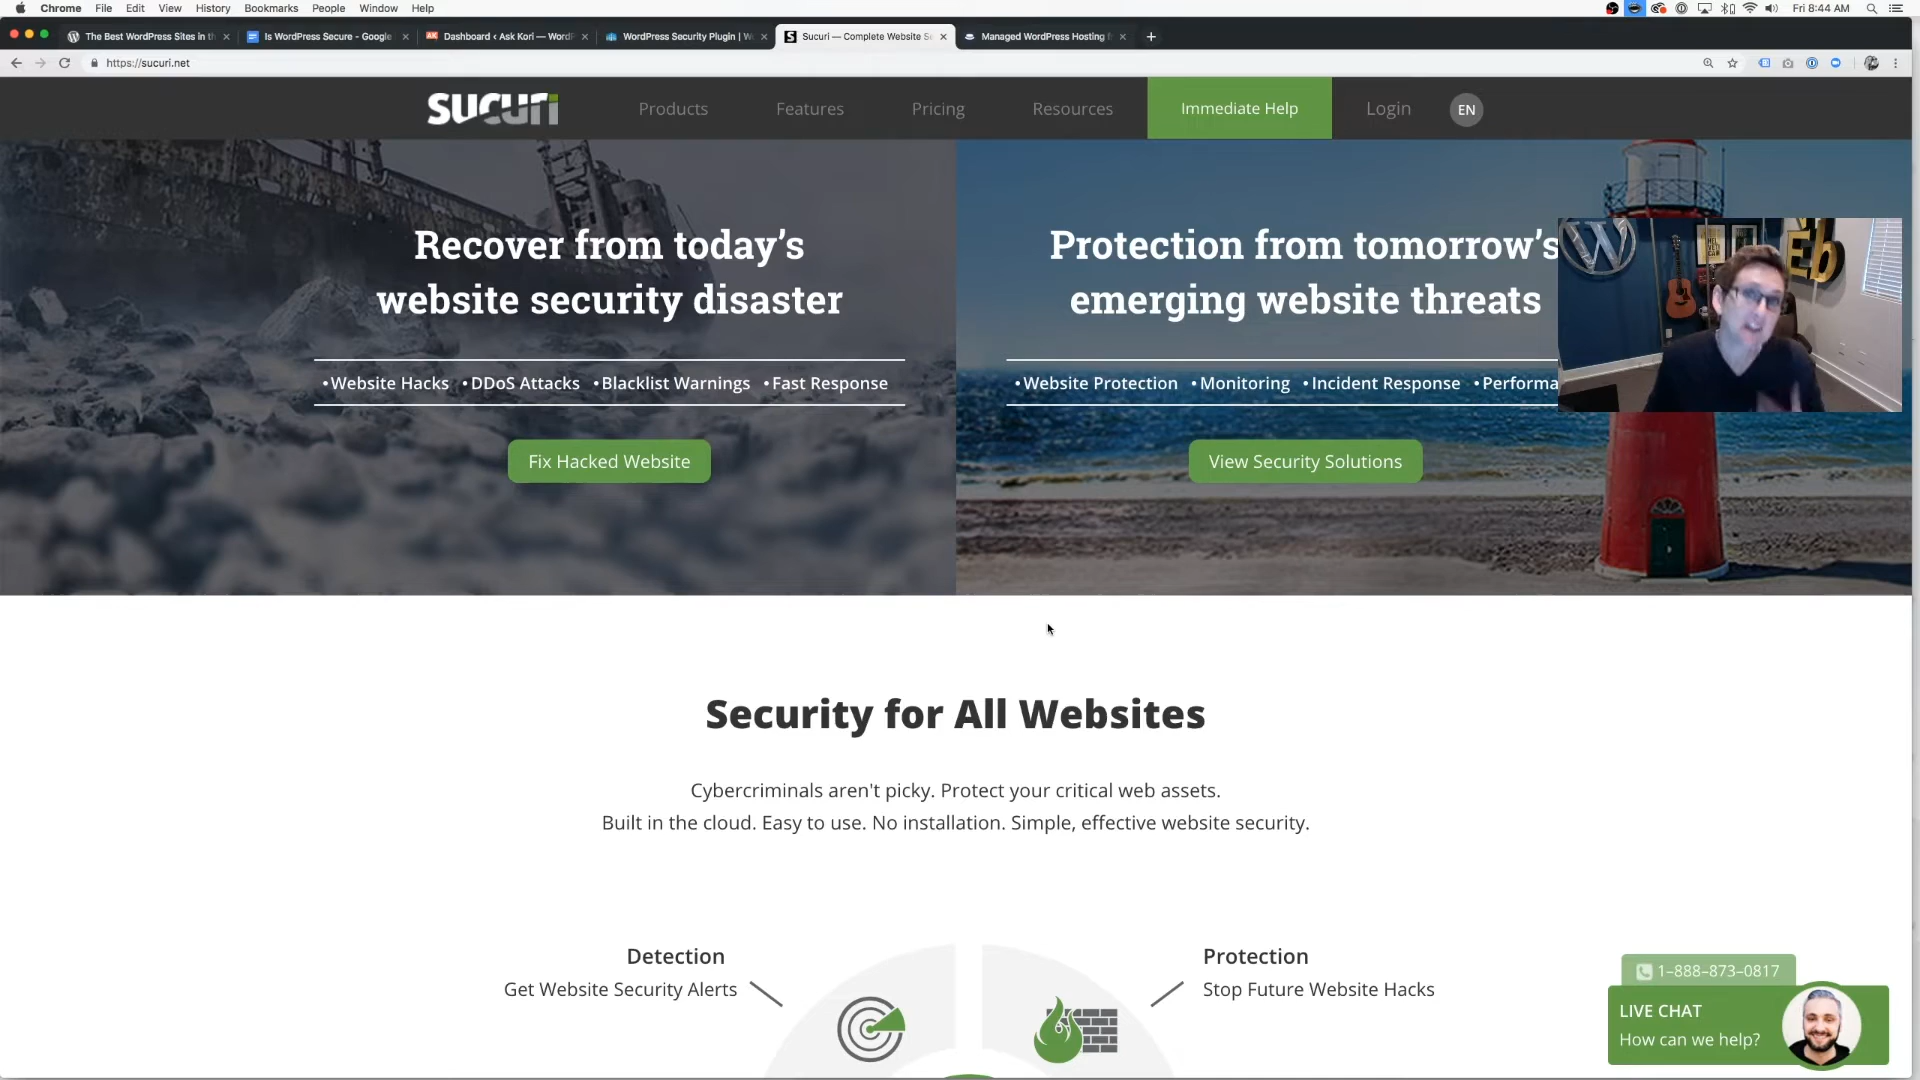 Chrome File Edit View History Bookmarks People Window Help
Fri 8:44 AM
The Best WordPress Sites in t
Is WordPress Secure - Google
AK Dashboard ‹ Ask Kori — WordP
WordPress Security Plugin | W
S Sucuri — Complete Website S
Managed WordPress Hosting f
https://sucuri.net
sucuri Products Features Pricing Resources Immediate Help Login EN
Recover from today's
website security disaster
•Website Hacks •DDoS Attacks •Blacklist Warnings •Fast Response
Fix Hacked Website
Protection from tomorrow's
emerging website threats
•Website Protection •Monitoring •Incident Response •Performa
View Security Solutions
W
Eb
Security for All Websites
Cybercriminals aren't picky. Protect your critical web assets.
Built in the cloud. Easy to use. No installation. Simple, effective website security.
Detection
Get Website Security Alerts
Protection
Stop Future Website Hacks
1-888-873-0817
LIVE CHAT
How can we help?